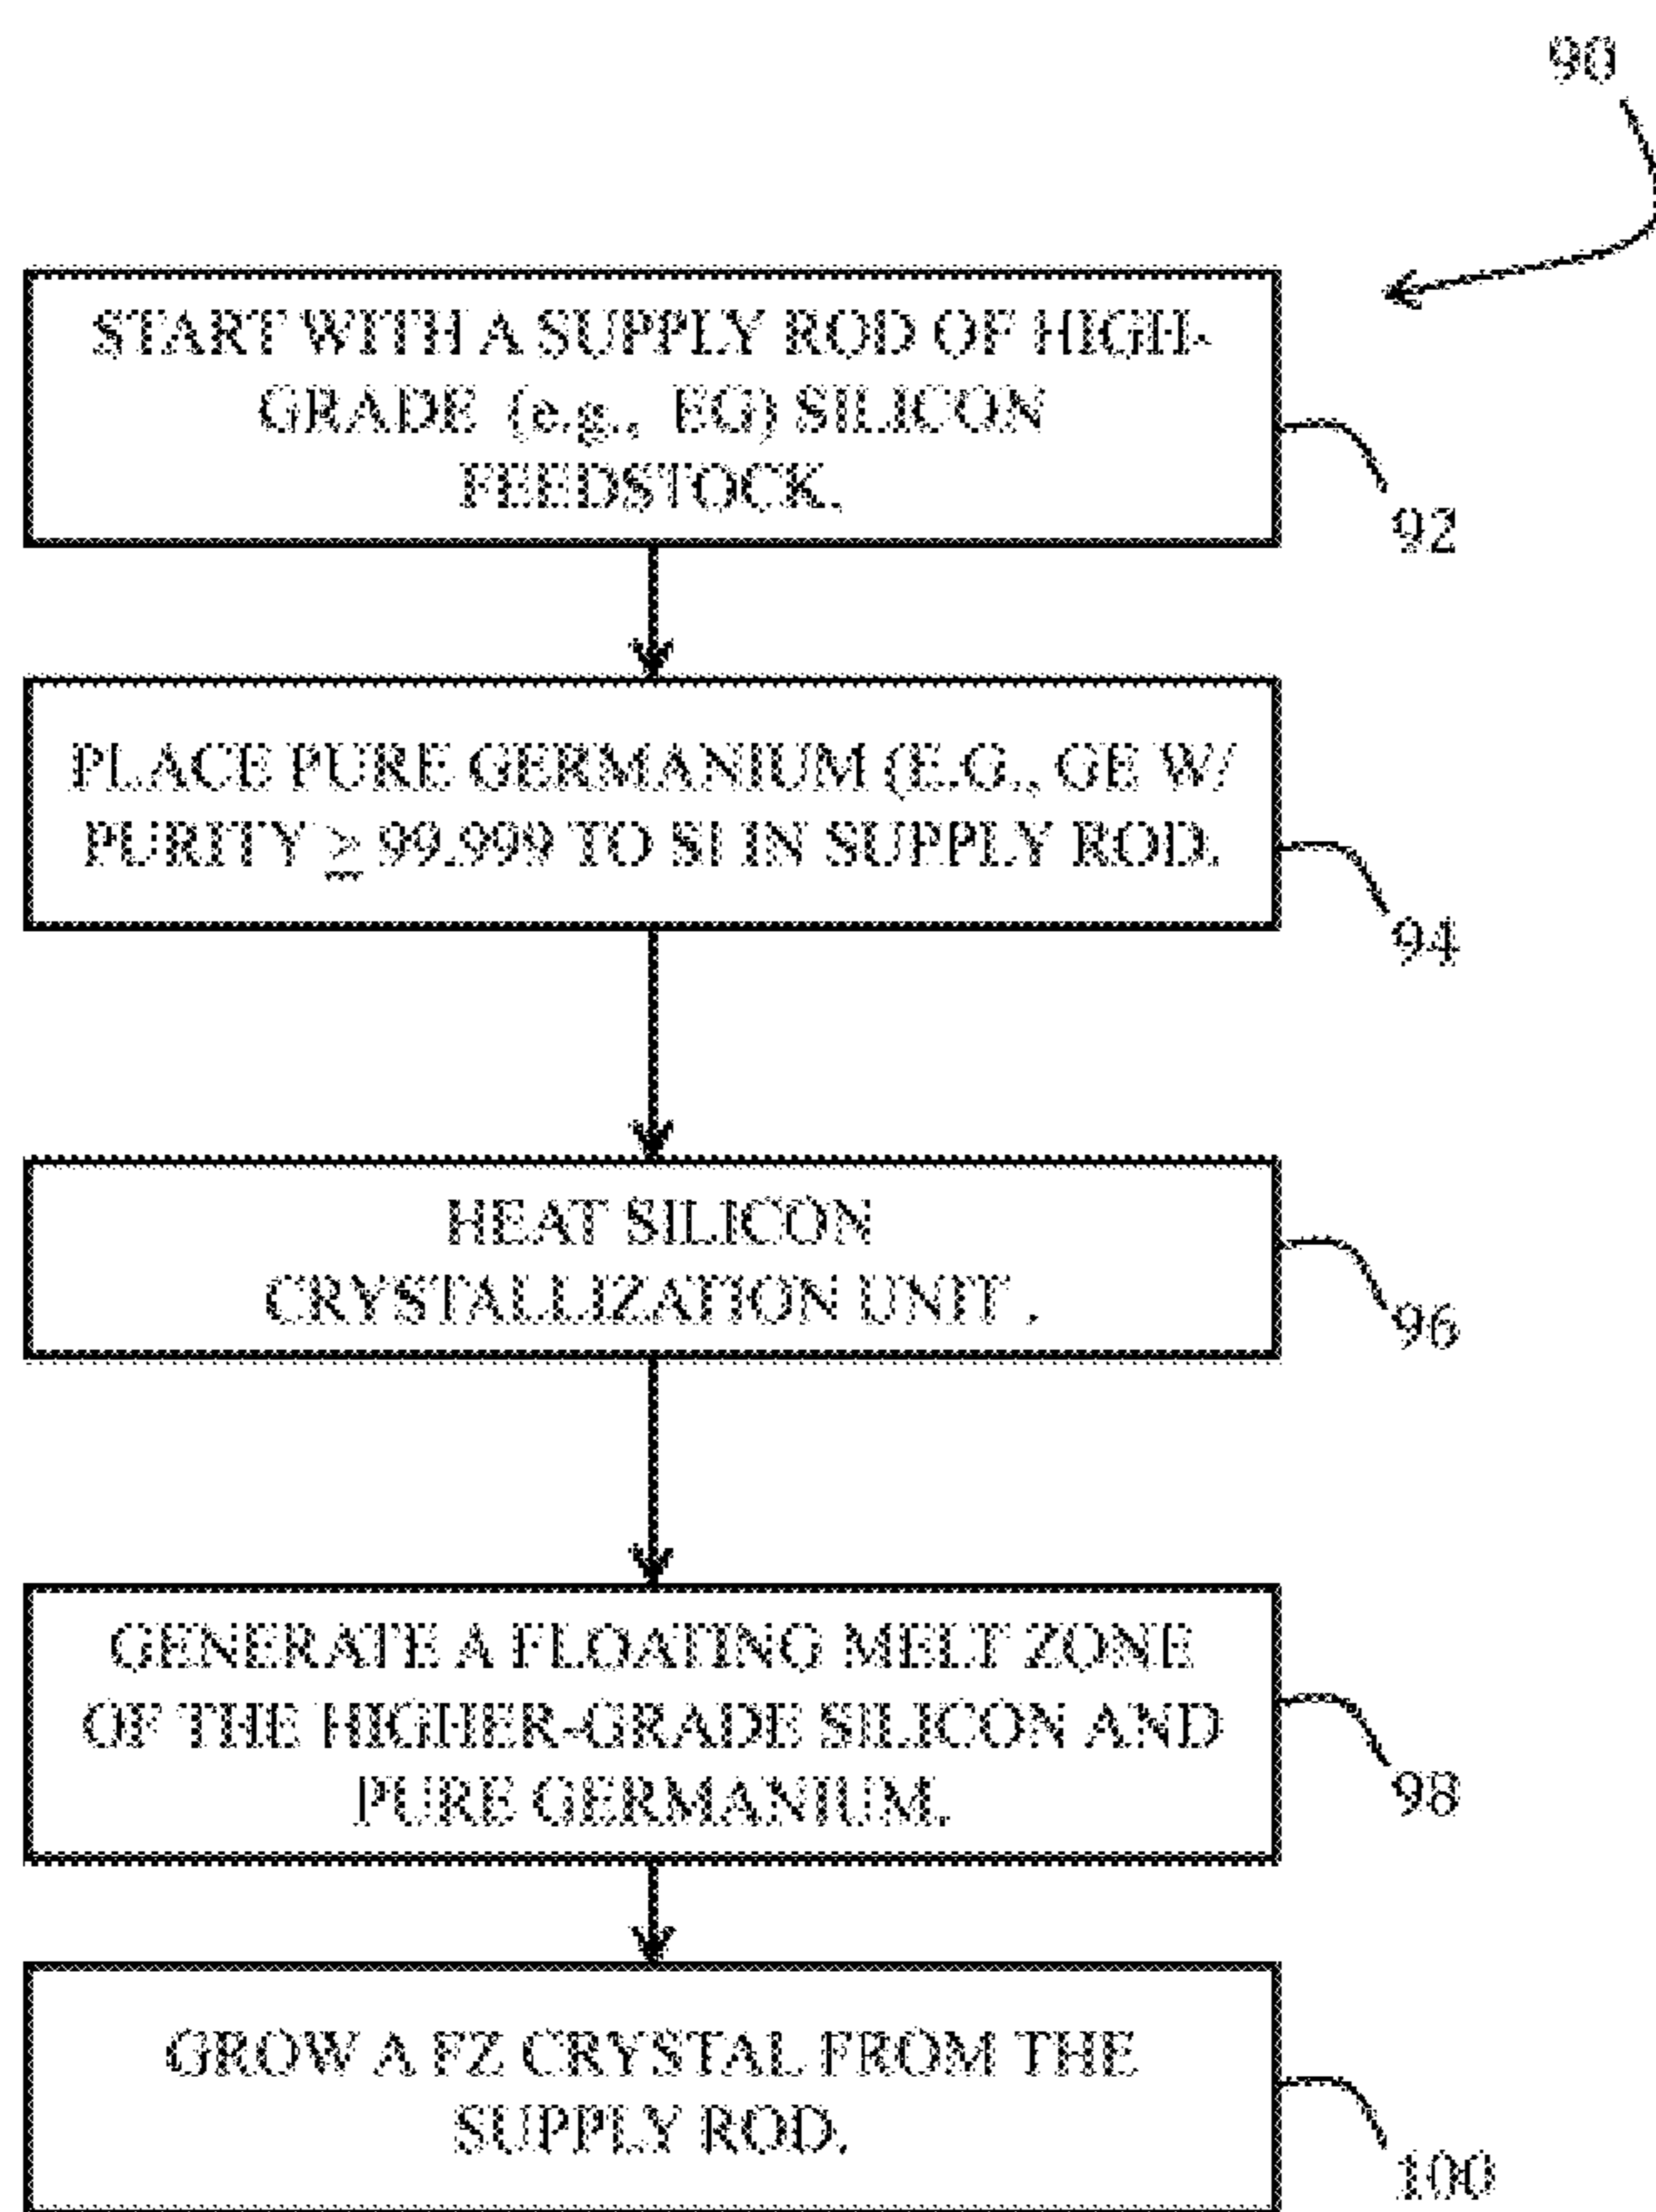 90
START WITH A SUPPLY ROD OF HIGH-
GRADE (e.g., EG) SILICON
FEEDSTOCK.
92
PLACE PURE GERMANIUM (E.G., GE W/
PURITY ≥ 99.999 TO SI IN SUPPLY ROD.
94
HEAT SILICON
CRYSTALLIZATION UNIT .
96
GENERATE A FLOATING MELT ZONE
OF THE HIGHER-GRADE SILICON AND
PURE GERMANIUM.
98
GROW A FZ CRYSTAL FROM THE
SUPPLY ROD.
100